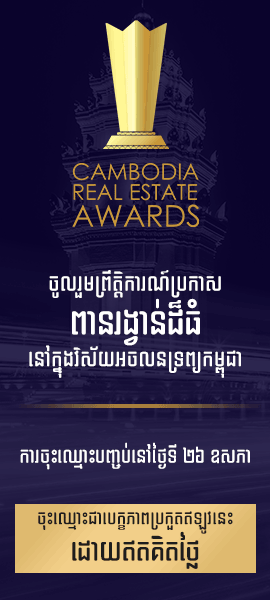 CAMBODIA
REAL ESTATE
AWARDS
ចូលរួមព្រឹត្តិការណ៍ប្រកាស
ពានរង្វាន់ដ៏ធំ
នៅក្នុងវិស័យអចលនទ្រព្យកម្ពុជា
ការចុះឈ្មោះបញ្ចប់នៅថ្ងៃទី ២៦ ឧសភា
ចុះឈ្មោះជាបេក្ខភាពប្រកួតឥឡូវនេះ
ដោយឥតគិតថ្លៃ